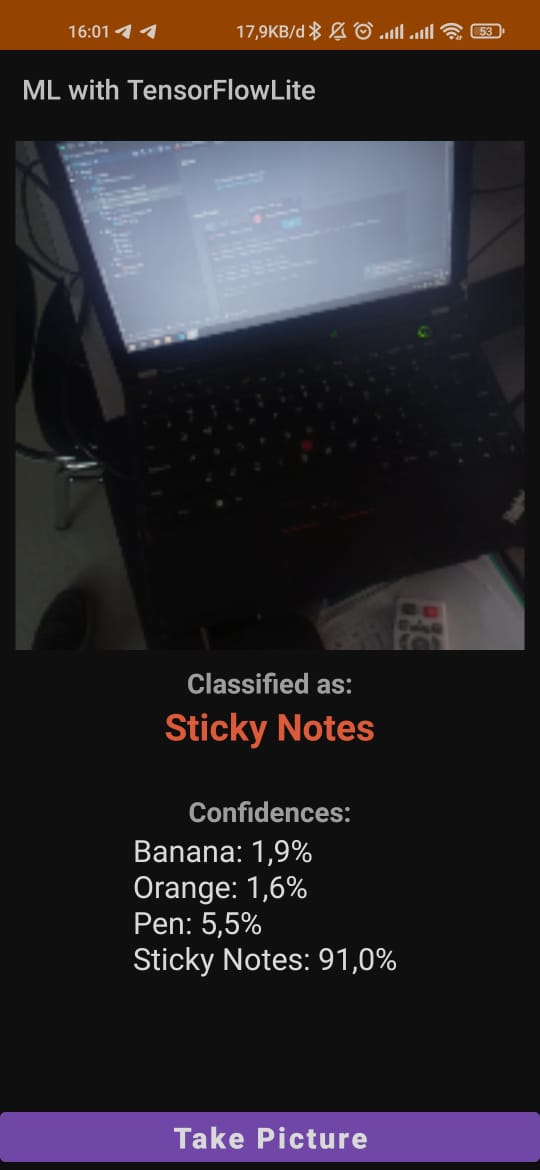 16:01
17,9KB/d
53
ML with TensorFlowLite
Classified as:
Sticky Notes
Confidences:
Banana: 1,9%
Orange: 1,6%
Pen: 5,5%
Sticky Notes: 91,0%
Take Picture